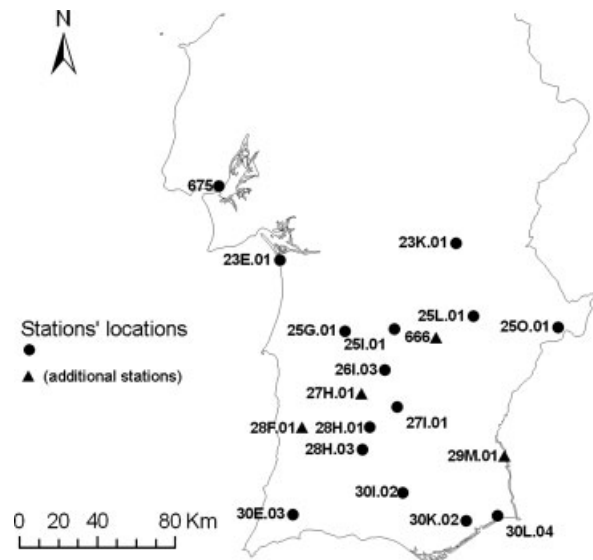 N
675
23K.01
23E.01
Stations' locations
(additional stations)
25G.01
25I.01
25L.01
666
25O.01
26I.03
27H.01
27I.01
28F.01
28H.01
28H.03
29M.01
30I.02
30E.03
30K.02
30L.04
0 20 40 80 Km